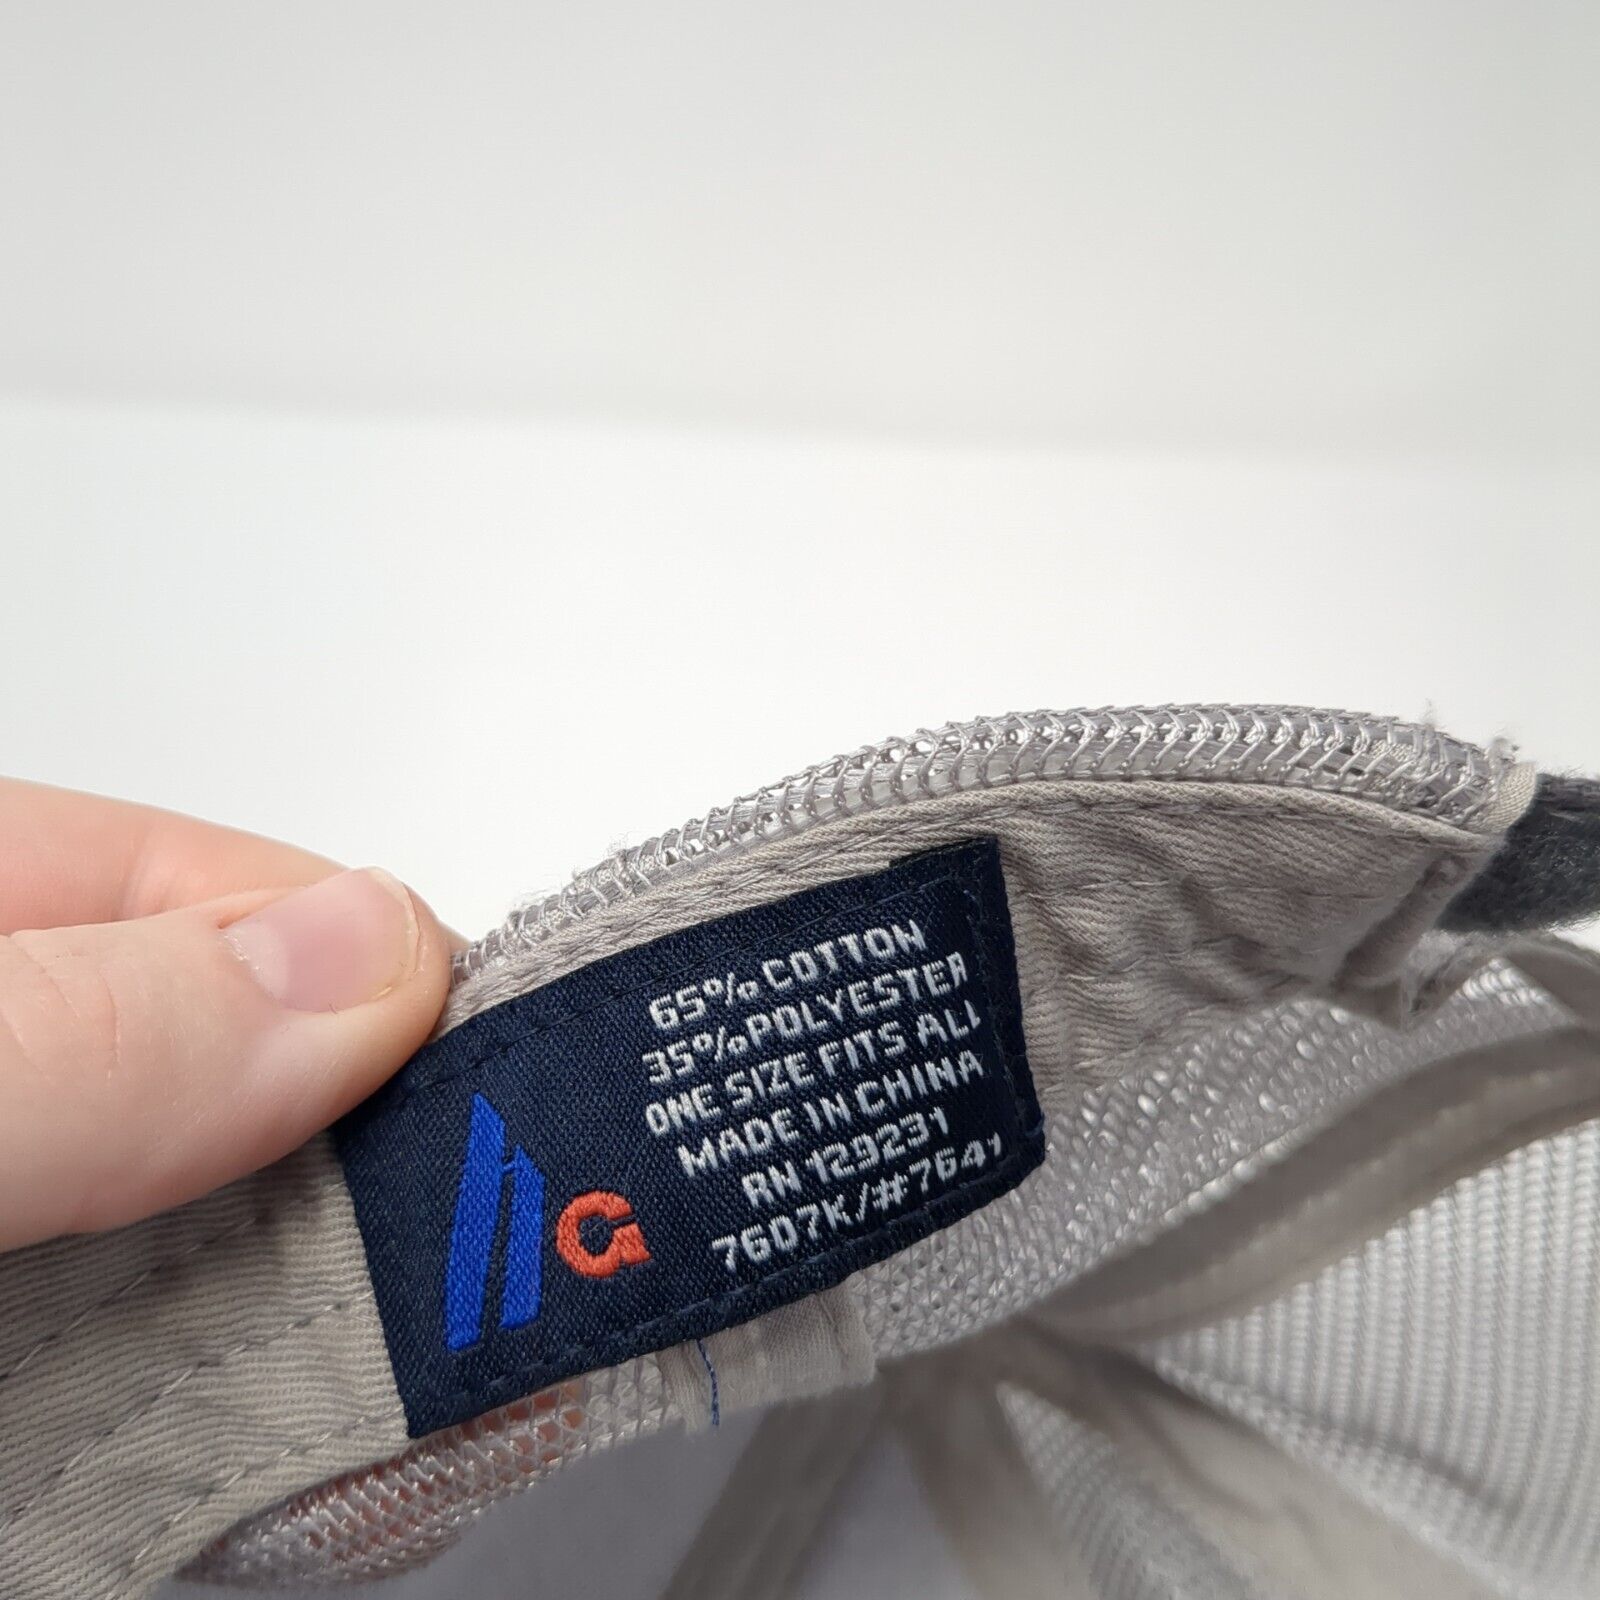 65% COTTON
35% POLYESTER
ONE SIZE FITS ALL
MADE IN CHINA
RN 129231
7607K/#7641
G